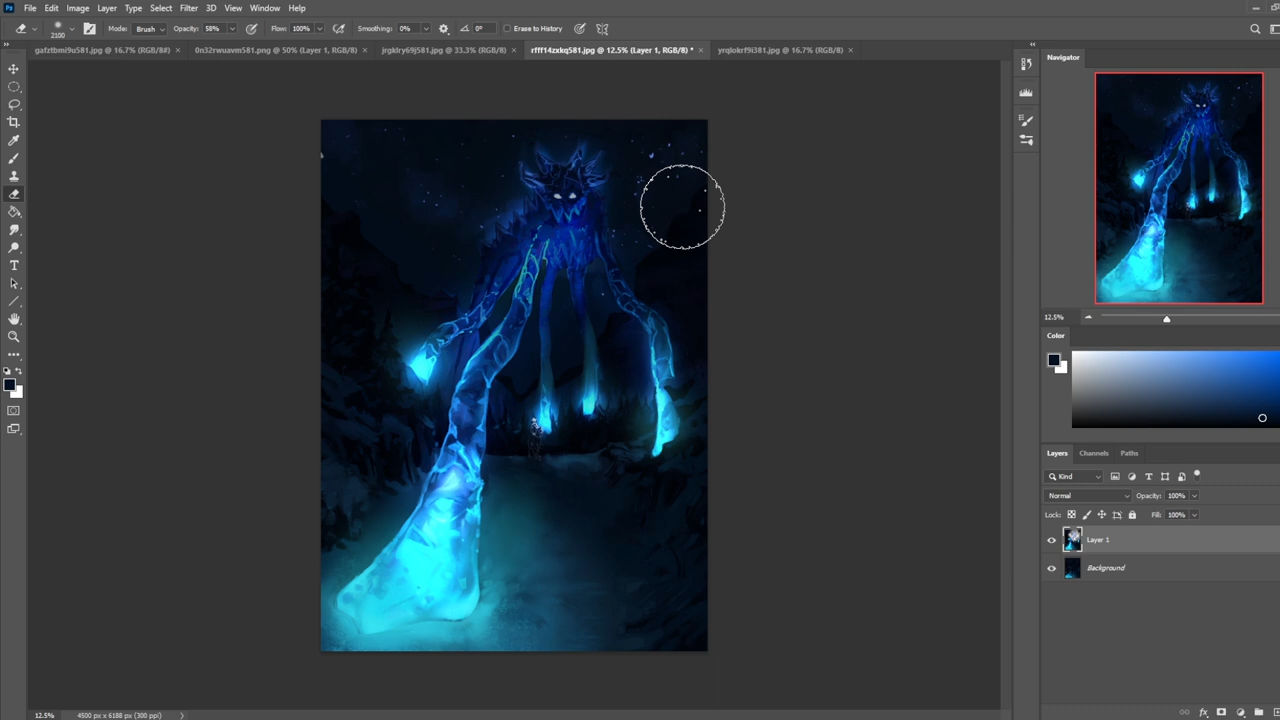 File Edit Image Layer Type Select Filter 3D View Window Help
2100 Mode: Brush Opacity: 58% Flow: 100% Smoothing: 0% 0° Erase to History
gafztbmi9u581.jpg @ 16.7% (RGB/8#) × 0n32rwuavm581.png @ 50% (Layer 1, RGB/8) × jrgklry69j581.jpg @ 33.3% (RGB/8) × rfff14zxkq581.jpg @ 12.5% (Layer 1, RGB/8) * × yrqlokrf9i381.jpg @ 16.7% (RGB/8) ×
Navigator
12.5%
Color
Layers Channels Paths
Kind
Normal Opacity: 100%
Lock: Fill: 100%
Layer 1
Background
12.5% 4500 px x 6188 px (300 ppi)